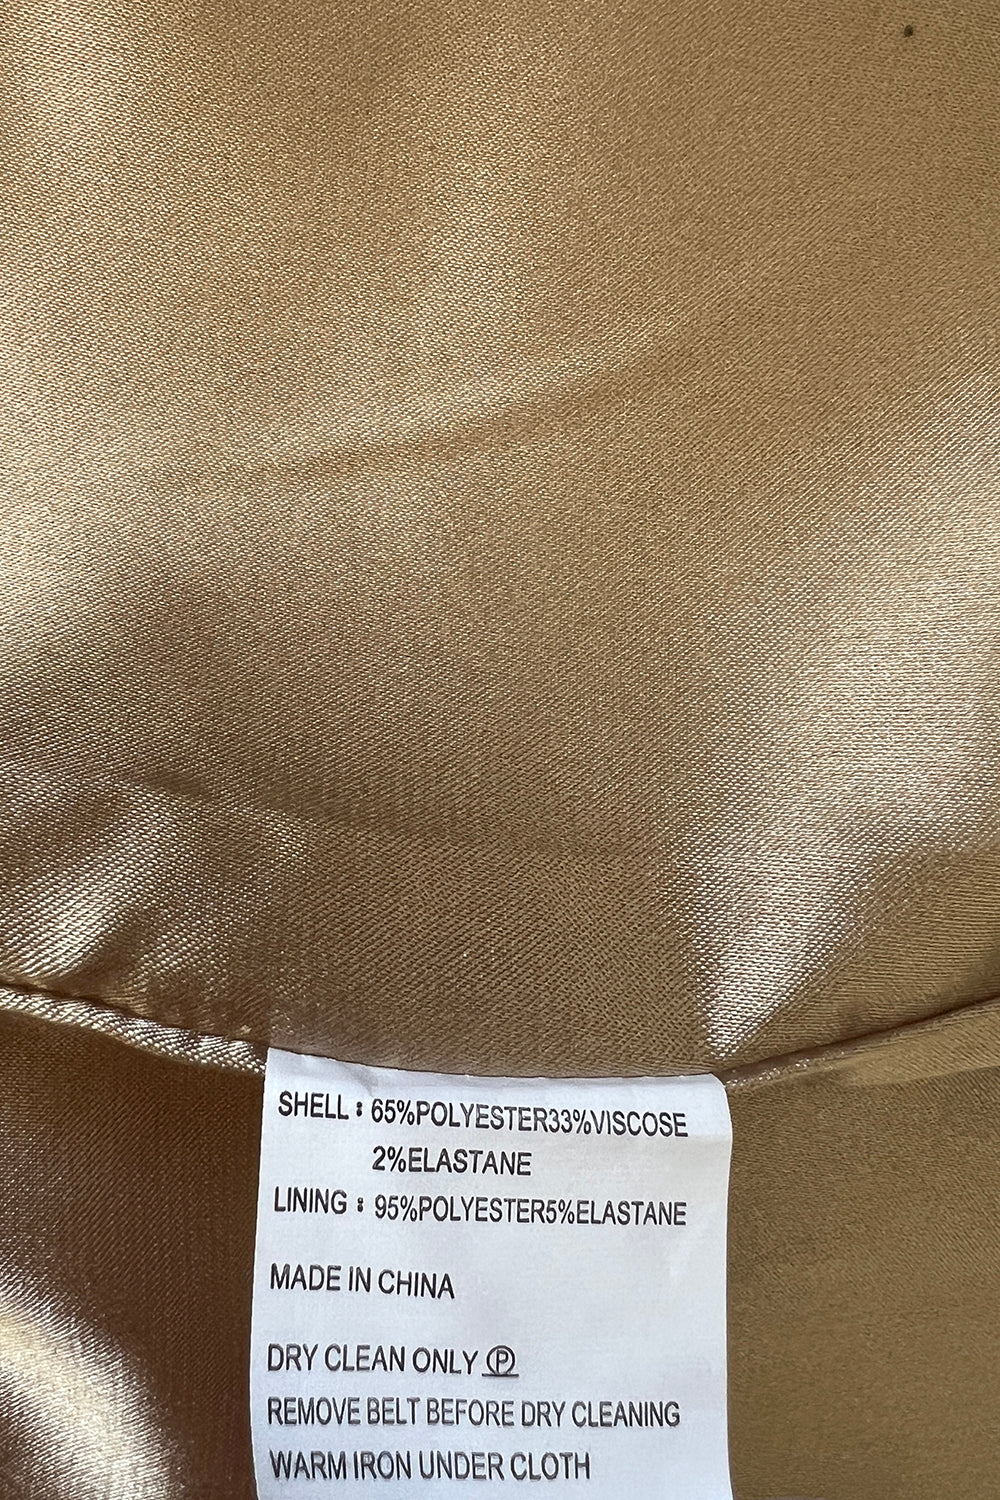 SHELL : 65%POLYESTER33%VISCOSE
2%ELASTANE
LINING : 95%POLYESTER5%ELASTANE
MADE IN CHINA
DRY CLEAN ONLY Ⓟ
REMOVE BELT BEFORE DRY CLEANING
WARM IRON UNDER CLOTH